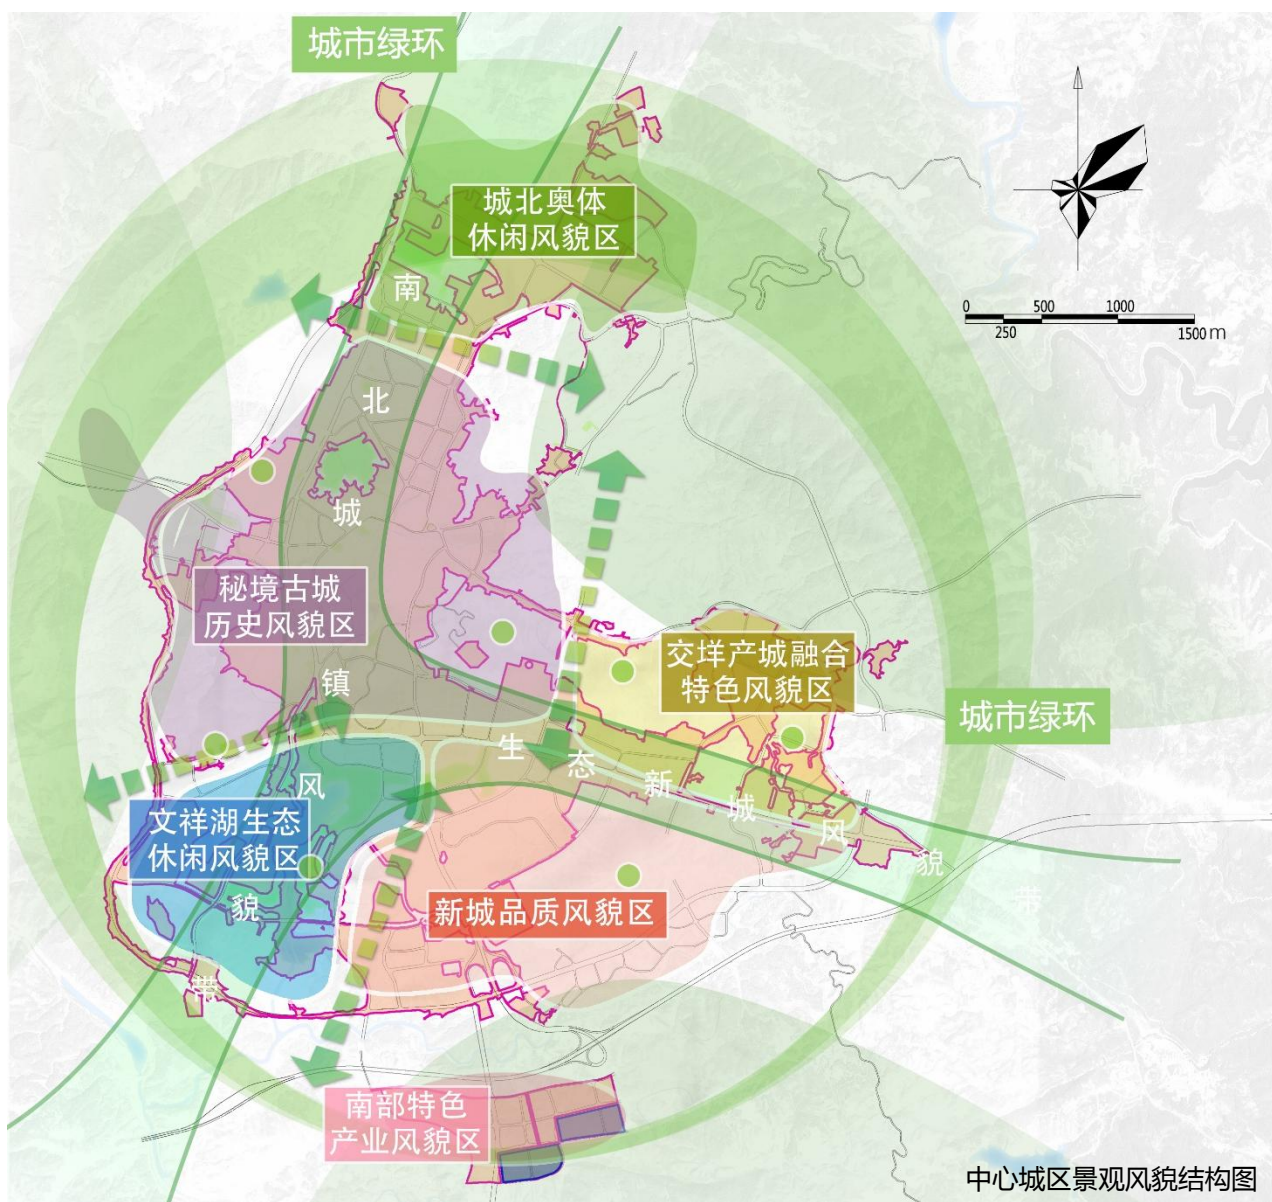 城市绿环
城北奥体
休闲风貌区
0
500
1000
250
1500 m
南
北
城
镇
风
貌
带
秘境古城
历史风貌区
交垟产城融合
特色风貌区
城市绿环
生
态
新
城
风
貌
带
文祥湖生态
休闲风貌区
新城品质风貌区
南部特色
产业风貌区
中心城区景观风貌结构图